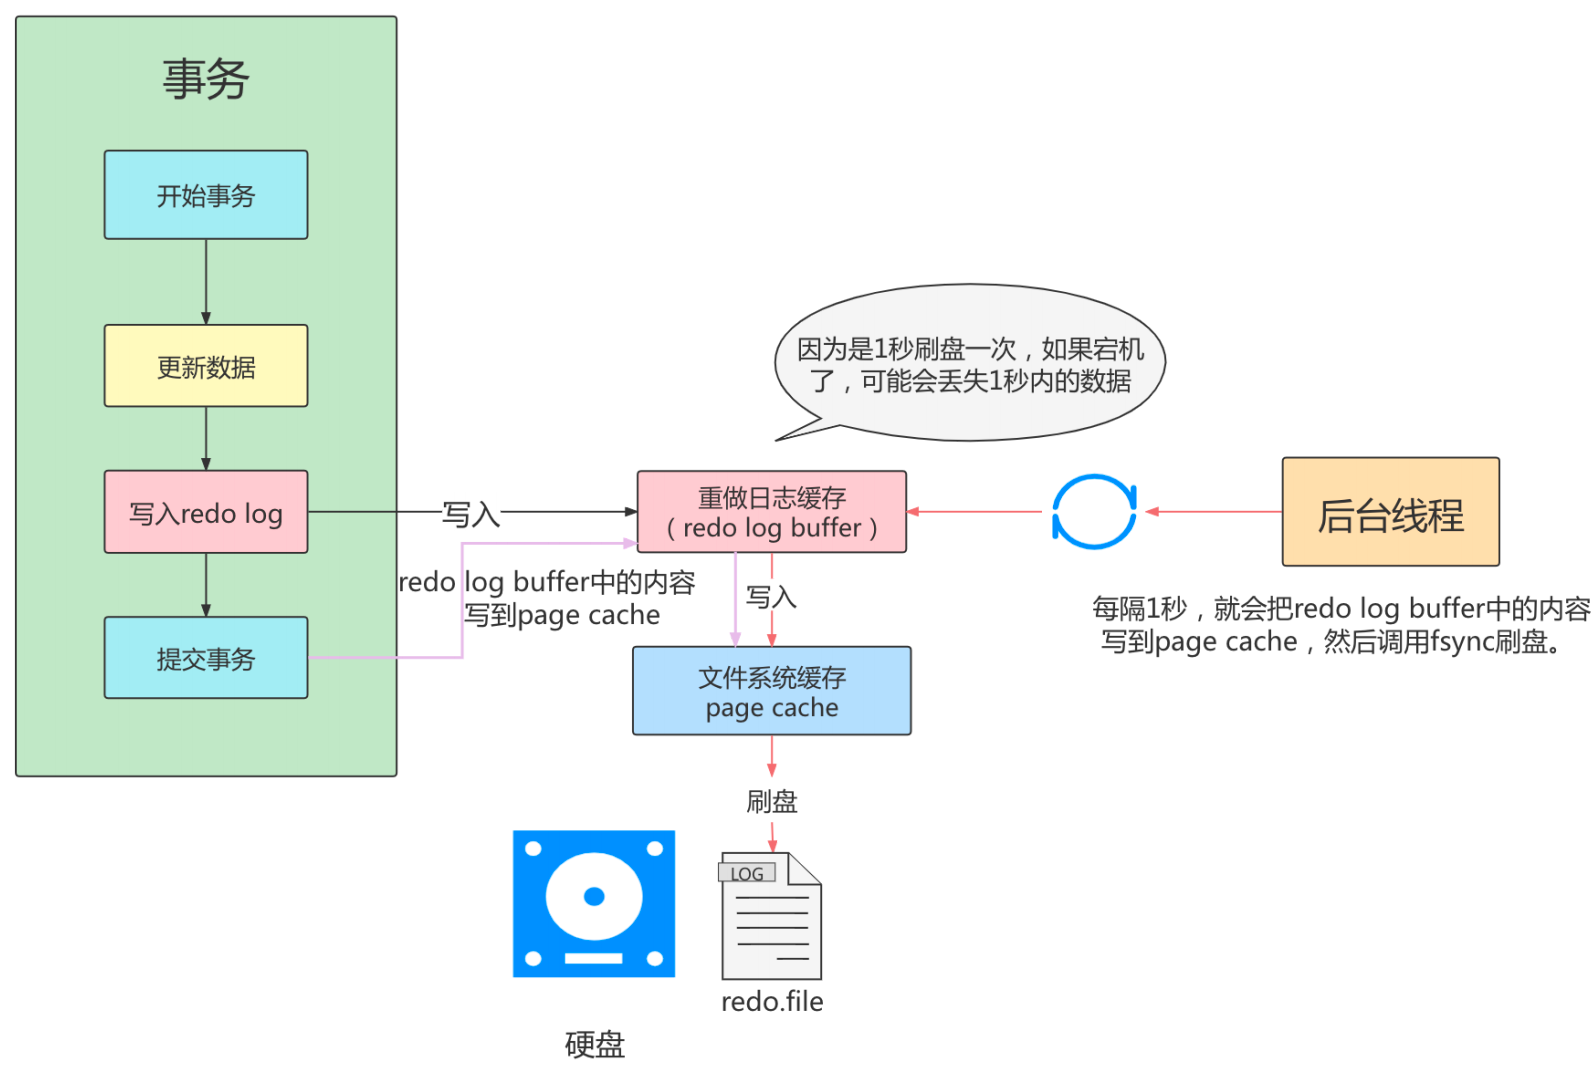 事务
开始事务
更新数据
写入redo log
提交事务
写入
redo log buffer中的内容
写到page cache
因为是1秒刷盘一次，如果宕机
了，可能会丢失1秒内的数据
重做日志缓存
（redo log buffer）
后台线程
每隔1秒，就会把redo log buffer中的内容
写到page cache，然后调用fsync刷盘。
写入
文件系统缓存
page cache
刷盘
LOG
redo.file
硬盘